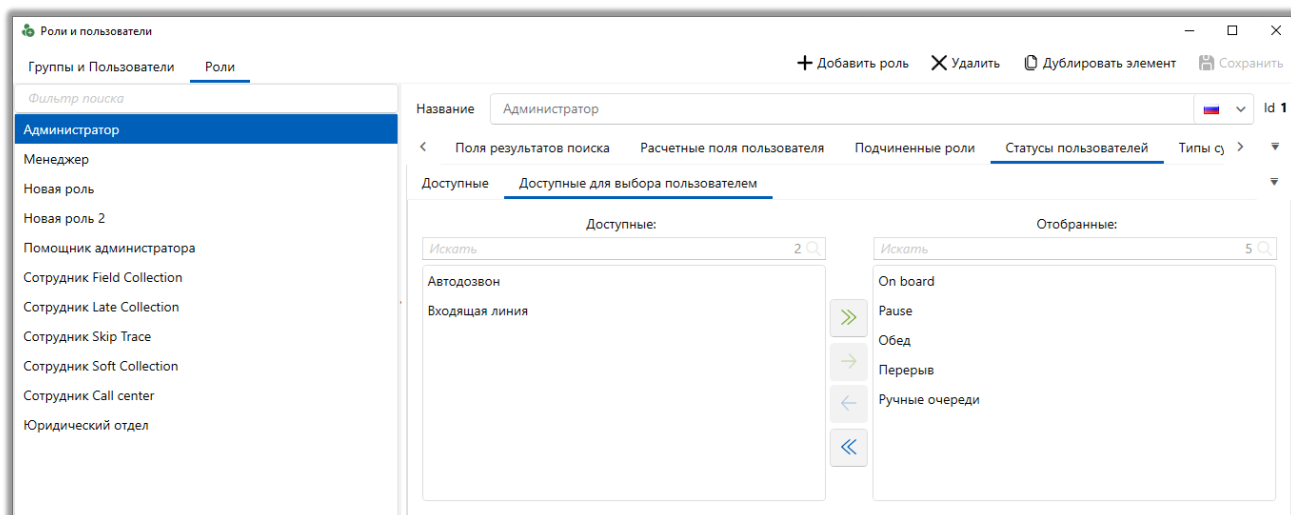 Роли и пользователи
Группы и Пользователи Роли
Добавить роль Удалить Дублировать элемент Сохранить
Фильтр поиска
Администратор
Менеджер
Новая роль
Новая роль 2
Помощник администратора
Сотрудник Field Collection
Сотрудник Late Collection
Сотрудник Skip Trace
Сотрудник Soft Collection
Сотрудник Call center
Юридический отдел
Название Администратор Id 1
Поля результатов поиска Расчетные поля пользователя Подчиненные роли Статусы пользователей Типы су
Доступные Доступные для выбора пользователем
Доступные:
Искать 2
Автодозвон
Входящая линия
Отобранные:
Искать 5
On board
Pause
Обед
Перерыв
Ручные очереди